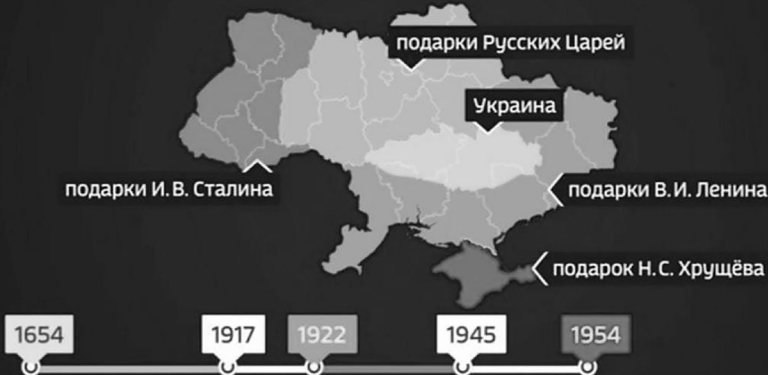 подарки Русских Царей
Украина
подарки И. В. Сталина
подарки В. И. Ленина
подарок Н. С. Хрущёва
1654
1917
1922
1945
1954